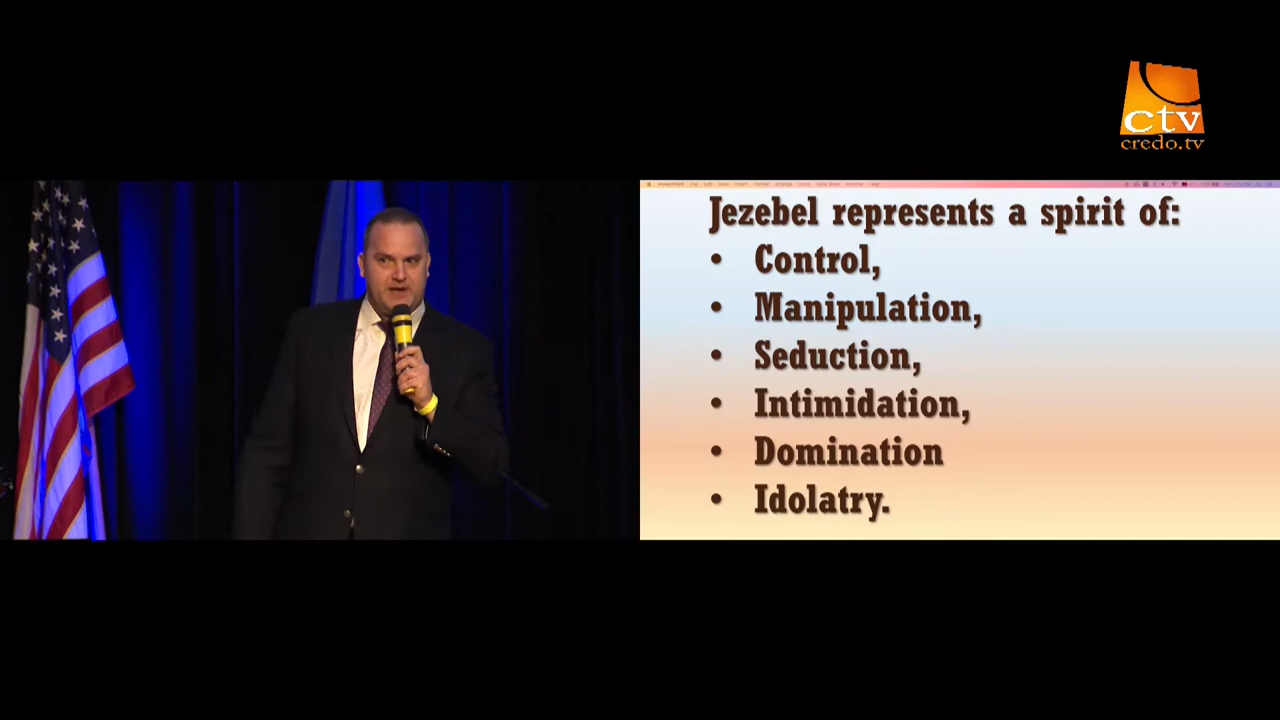 ctv
credo.tv
Jezebel represents a spirit of:
• Control,
• Manipulation,
• Seduction,
• Intimidation,
• Domination
• Idolatry.